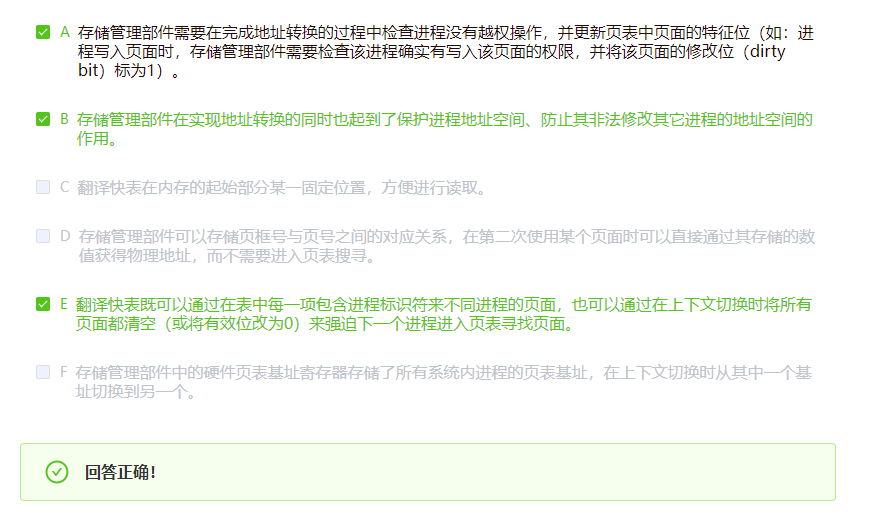 A 存储管理部件需要在完成地址转换的过程中检查进程没有越权操作，并更新页表中页面的特征位（如：进
程写入页面时，存储管理部件需要检查该进程确实有写入该页面的权限，并将该页面的修改位（dirty
bit）标为1）。
B 存储管理部件在实现地址转换的同时也起到了保护进程地址空间、防止其非法修改其它进程的地址空间的
作用。
C 翻译快表在内存的起始部分某一固定位置，方便进行读取。
D 存储管理部件可以存储页框号与页号之间的对应关系，在第二次使用某个页面时可以直接通过其存储的数
值获得物理地址，而不需要进入页表搜寻。
E 翻译快表既可以通过在表中每一项包含进程标识符来不同进程的页面，也可以通过在上下文切换时将所有
页面都清空（或将有效位改为0）来强迫下一个进程进入页表寻找页面。
F 存储管理部件中的硬件页表基址寄存器存储了所有系统内进程的页表基址，在上下文切换时从其中一个基
址切换到另一个。
回答正确！